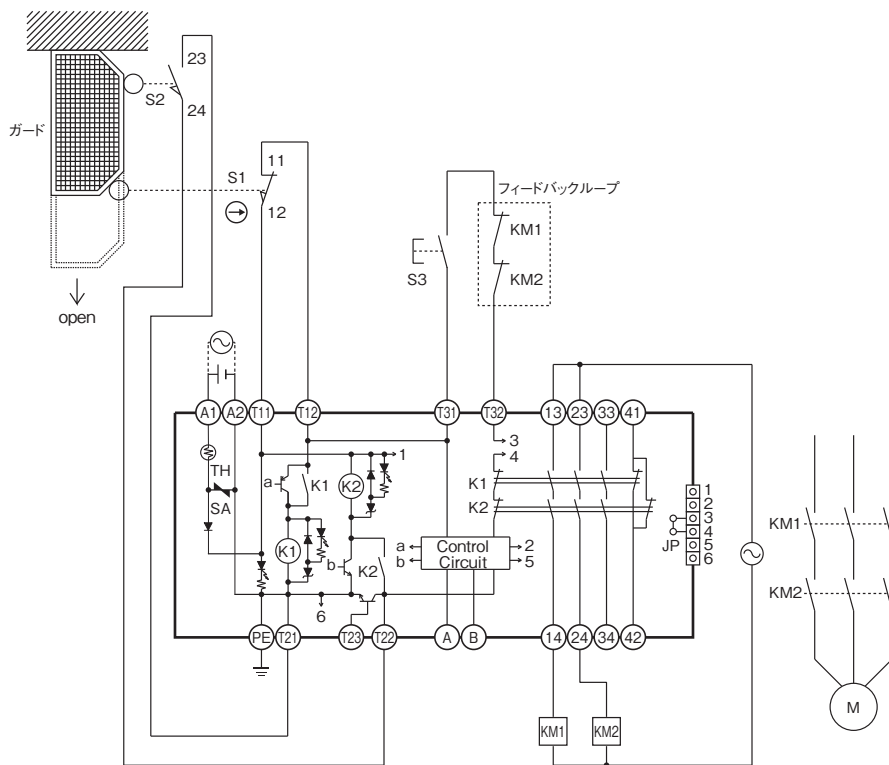 23
S2
24
ガード
11
S1
12
open
フィードバックループ
KM1
S3
KM2
A1 A2 T11 T12 T31 T32 13 23 33 41
TH
SA
a
K1
K2
1
3
4
K1
K2
K1
b
K2
a
b
Control
Circuit
2
5
6
1
2
3
4
5
6
JP
PE T21 T23 T22 A B 14 24 34 42
KM1
KM2
KM1
KM2
M